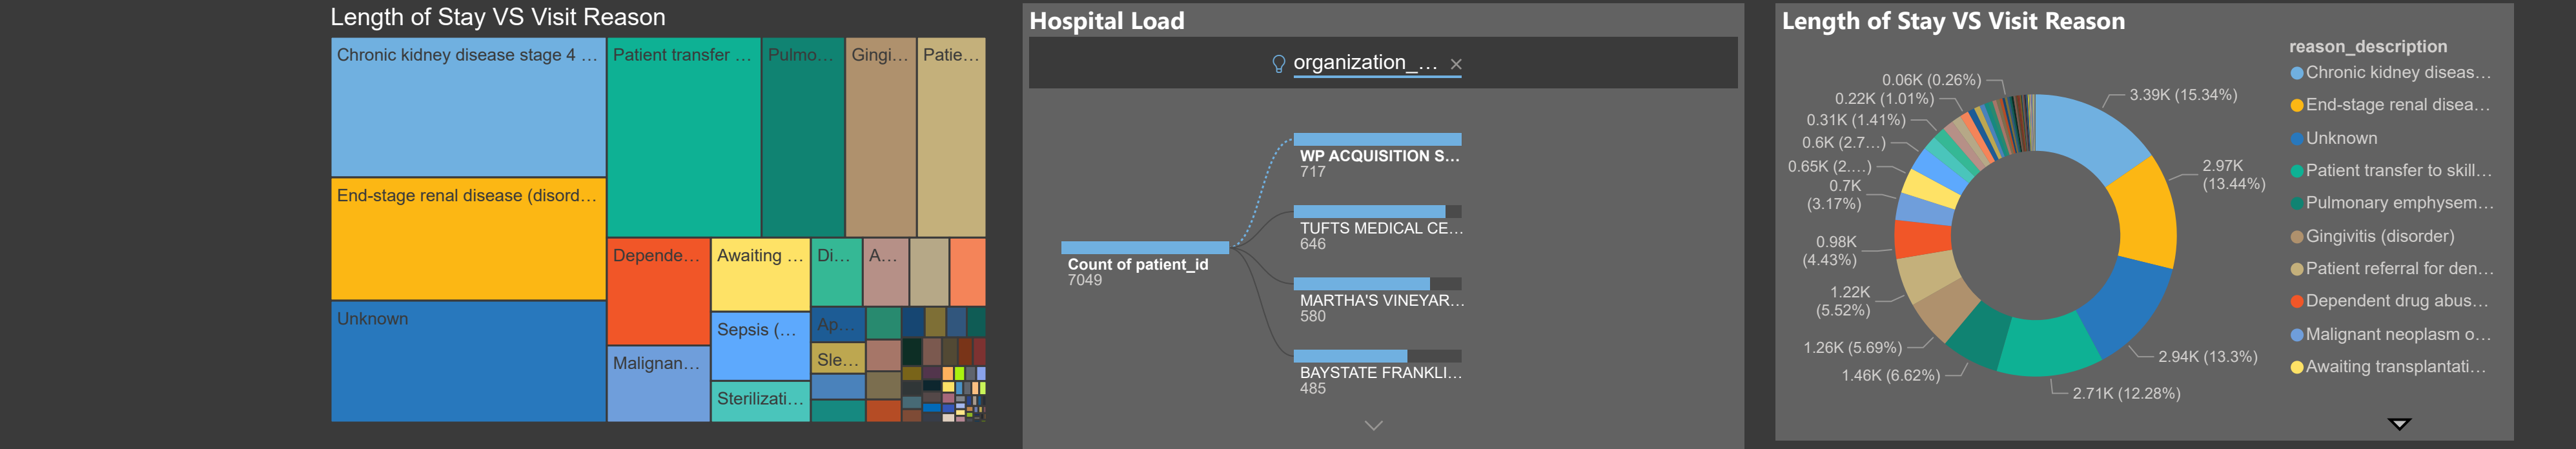 Length of Stay VS Visit Reason
Chronic kidney disease stage 4 …
End-stage renal disease (disord…
Unknown
Patient transfer …
Pulmo…
Gingi…
Patie…
Depende…
Malignan…
Awaiting …
Sepsis (…
Sterilizati…
Di…
A…
Ap…
Sle…
Hospital Load
organization_…
Count of patient_id
7049
WP ACQUISITION S…
717
TUFTS MEDICAL CE…
646
MARTHA'S VINEYAR…
580
BAYSTATE FRANKLI…
485
Length of Stay VS Visit Reason
0.06K (0.26%)
0.22K (1.01%)
0.31K (1.41%)
0.6K (2.7…)
0.65K (2.…)
0.7K
(3.17%)
0.98K
(4.43%)
1.22K
(5.52%)
1.26K (5.69%)
1.46K (6.62%)
3.39K (15.34%)
2.97K
(13.44%)
2.94K (13.3%)
2.71K (12.28%)
reason_description
Chronic kidney diseas…
End-stage renal disea…
Unknown
Patient transfer to skill…
Pulmonary emphysem…
Gingivitis (disorder)
Patient referral for den…
Dependent drug abus…
Malignant neoplasm o…
Awaiting transplantati…